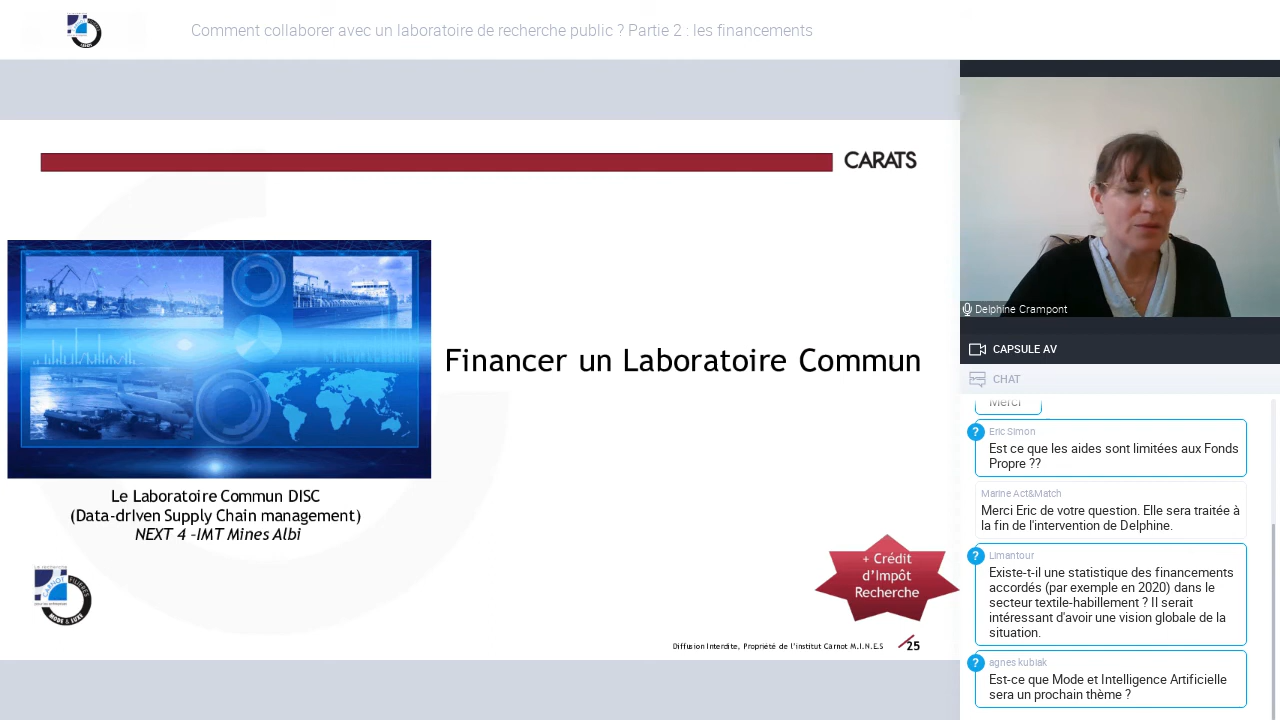 Comment collaborer avec un laboratoire de recherche public ? Partie 2 : les financements
CARATS
Financer un Laboratoire Commun
Le Laboratoire Commun DISC
(Data-drIven Supply Chain management)
NEXT 4 –IMT Mines Albi
+ Crédit
d'Impôt
Recherche
CARNOT
MODE & LUXE
Diffusion Interdite, Propriété de l'institut Carnot M.I.N.E.S
25
Delphine Crampont
CAPSULE AV
CHAT
Merci
Eric Simon
Est ce que les aides sont limitées aux Fonds
Propre ??
Marine Act&Match
Merci Eric de votre question. Elle sera traitée à
la fin de l'intervention de Delphine.
Limantour
Existe-t-il une statistique des financements
accordés (par exemple en 2020) dans le
secteur textile-habillement ? Il serait
intéressant d'avoir une vision globale de la
situation.
agnes kubiak
Est-ce que Mode et Intelligence Artificielle
sera un prochain thème ?